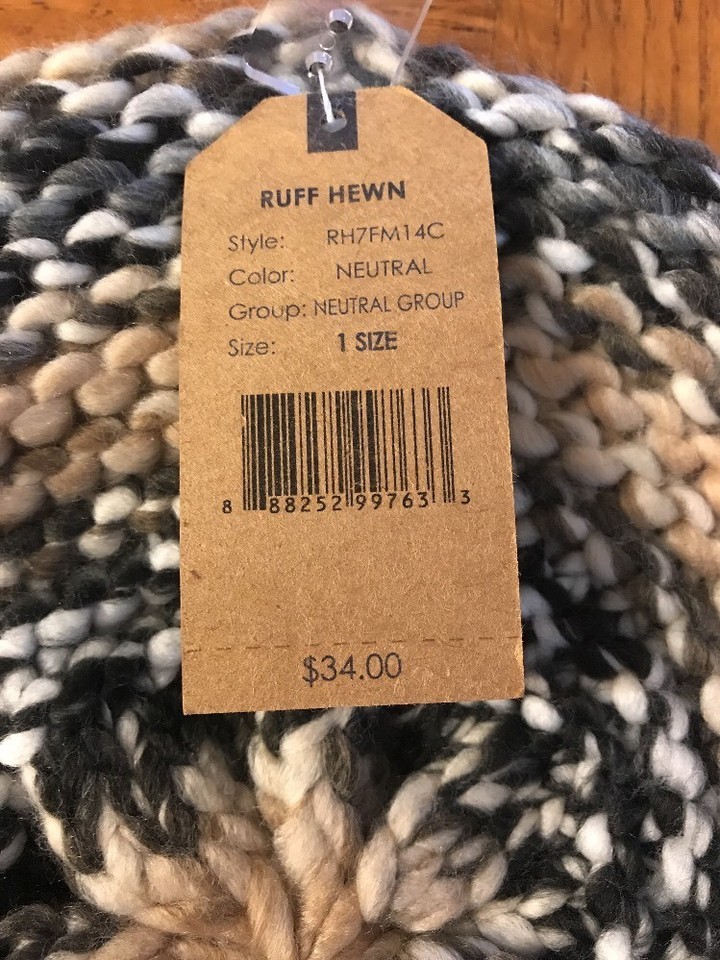 RUFF HEWN
Style: RH7FM14C
Color: NEUTRAL
Group: NEUTRAL GROUP
Size: 1 SIZE
8 88252 99763 3
$34.00